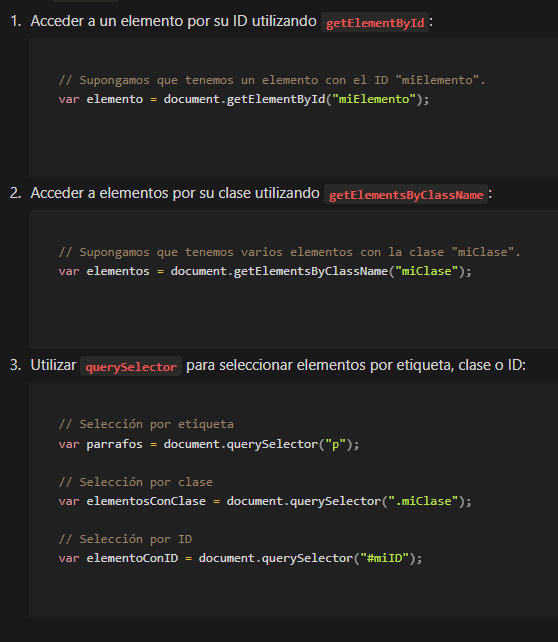 1. Acceder a un elemento por su ID utilizando getElementById:
// Supongamos que tenemos un elemento con el ID "miElemento".
var elemento = document.getElementById("miElemento");
2. Acceder a elementos por su clase utilizando getElementsByClassName:
// Supongamos que tenemos varios elementos con la clase "miClase".
var elementos = document.getElementsByClassName("miClase");
3. Utilizar querySelector para seleccionar elementos por etiqueta, clase o ID:
// Selección por etiqueta
var parrafos = document.querySelector("p");
// Selección por clase
var elementosConClase = document.querySelector(".miClase");
// Selección por ID
var elementoConID = document.querySelector("#miID");